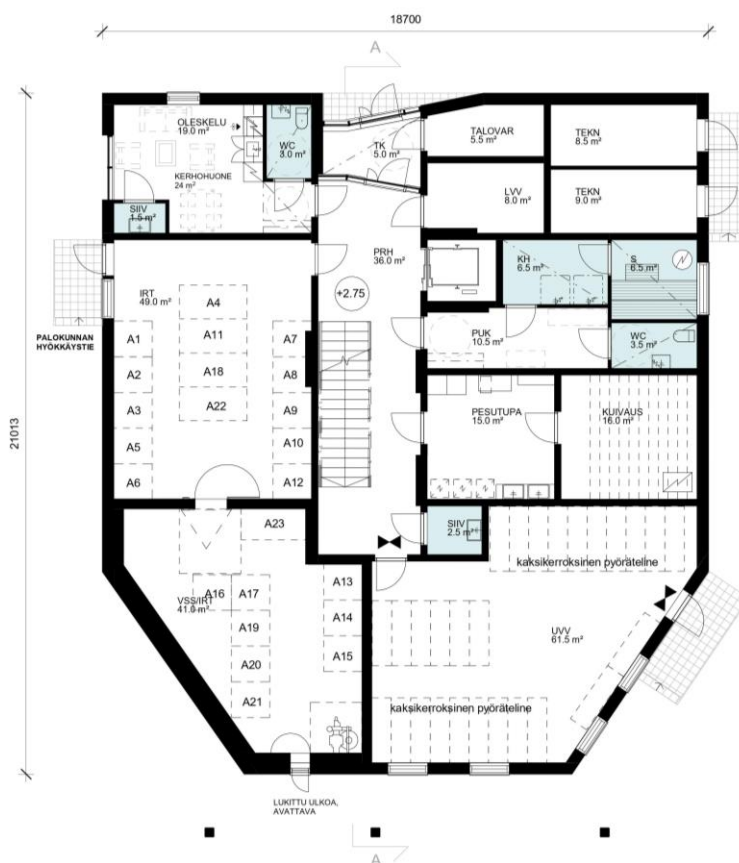 18700
A
21013
OLESKELU
19.0 m²
KERHOHUONE
24 m²
WC
3.0 m²
SIIV
1.5 m²
TK
5.0 m²
TALOVAR
5.5 m²
TEKN
8.5 m²
LVV
8.0 m²
TEKN
9.0 m²
PRH
36.0 m²
+2.75
KH
6.5 m²
S
6.5 m²
PUK
10.5 m²
WC
3.5 m²
IRT
49.0 m²
PALOKUNNAN
HYÖKKÄYSTIE
A4
A1
A11
A7
A2
A18
A8
A3
A22
A9
A5
A10
A6
A12
PESUTUPA
15.0 m²
KUIVAUS
16.0 m²
SIIV
2.5 m²
A23
VSS/IRT
41.0 m²
A16
A17
A13
A19
A14
A20
A15
A21
kaksikerroksinen pyöräteline
UVV
61.5 m²
kaksikerroksinen pyöräteline
LUKITTU ULKOA,
AVATTAVA
A